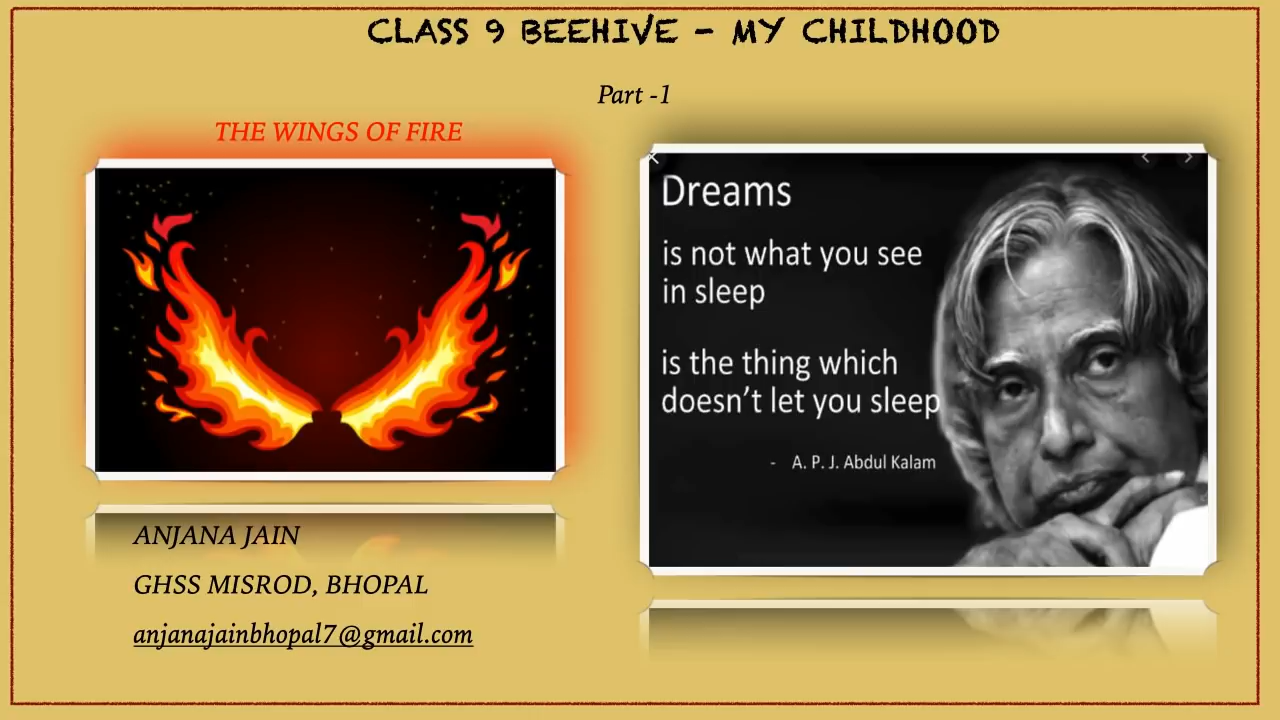 CLASS 9 BEEHIVE - MY CHILDHOOD
Part -1
THE WINGS OF FIRE
Dreams
is not what you see
in sleep
is the thing which
doesn't let you sleep
- A. P. J. Abdul Kalam
ANJANA JAIN
GHSS MISROD, BHOPAL
anjanajainbhopal7@gmail.com